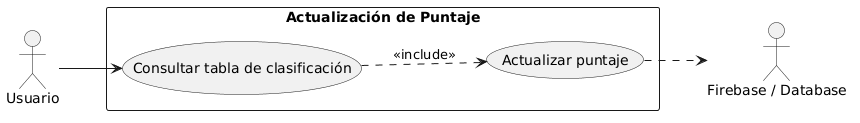 Actualización de Puntaje
Usuario
Consultar tabla de clasificación
«include»
Actualizar puntaje
Firebase / Database